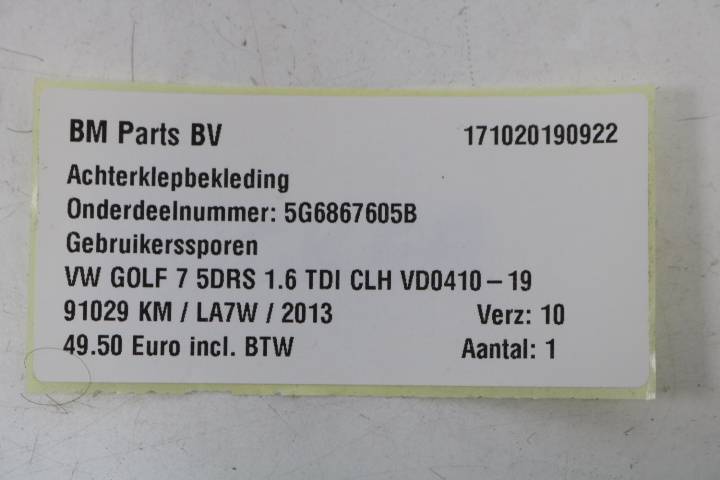 BM Parts BV 171020190922
Achterklepbekleding
Onderdeelnummer: 5G6867605B
Gebruikerssporen
VW GOLF 7 5DRS 1.6 TDI CLH VD0410 – 19
91029 KM / LA7W / 2013 Verz: 10
49.50 Euro incl. BTW Aantal: 1